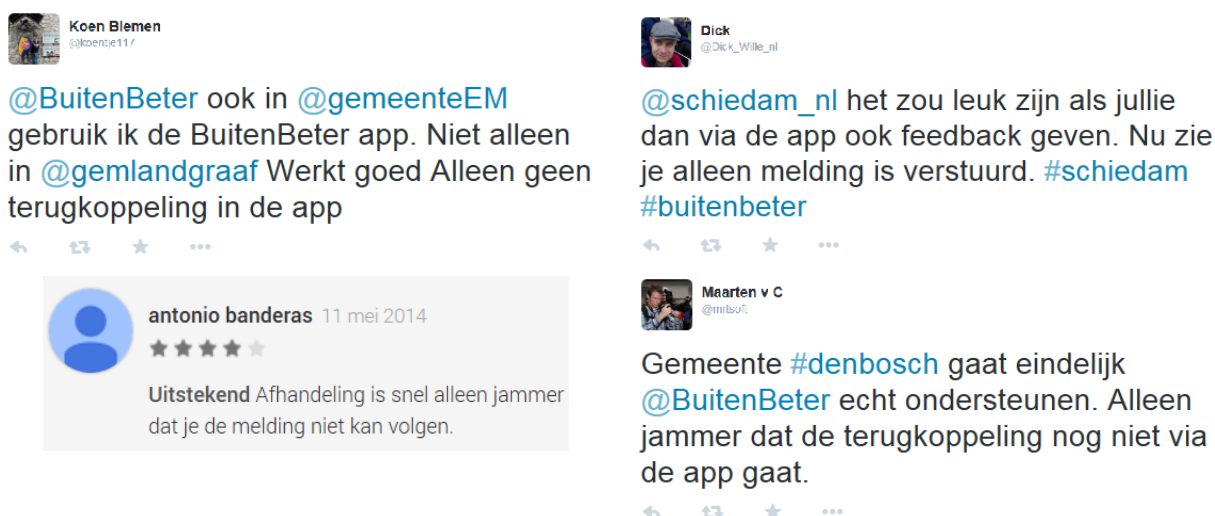 Koen Blemen
@koentje117
@BuitenBeter ook in @gemeenteEM
gebruik ik de BuitenBeter app. Niet alleen
in @gemlandgraaf Werkt goed Alleen geen
terugkoppeling in de app
antonio banderas 11 mei 2014
Uitstekend Afhandeling is snel alleen jammer
dat je de melding niet kan volgen.
Dick
@Dick_Wille_nl
@schiedam_nl het zou leuk zijn als jullie
dan via de app ook feedback geven. Nu zie
je alleen melding is verstuurd. #schiedam
#buitenbeter
Maarten v C
@mrtsoft
Gemeente #denbosch gaat eindelijk
@BuitenBeter echt ondersteunen. Alleen
jammer dat de terugkoppeling nog niet via
de app gaat.